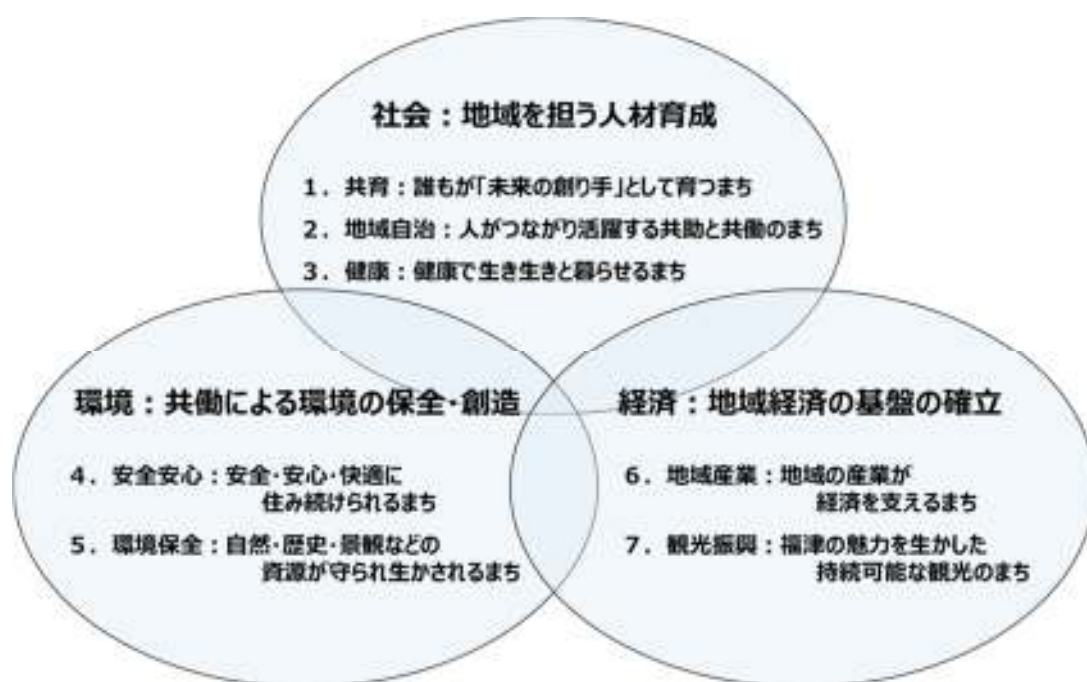 社会：地域を担う人材育成
1．共育：誰もが「未来の創り手」として育つまち
2．地域自治：人がつながり活躍する共助と共働のまち
3．健康：健康で生き生きと暮らせるまち
環境：共働による環境の保全・創造
4．安全安心：安全・安心・快適に
住み続けられるまち
5．環境保全：自然・歴史・景観などの
資源が守られ生かされるまち
経済：地域経済の基盤の確立
6．地域産業：地域の産業が
経済を支えるまち
7．観光振興：福津の魅力を生かした
持続可能な観光のまち